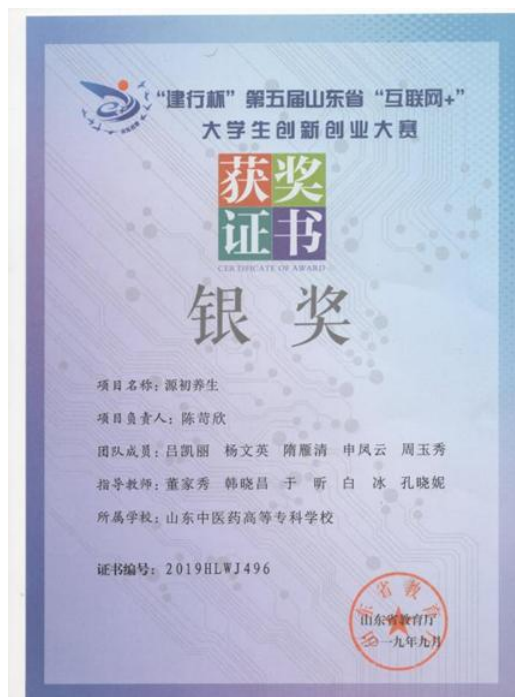 “建行杯”第五届山东省“互联网+”
大学生创新创业大赛
获奖
证书
CERTIFICATE OF AWARD
银 奖
项目名称：源初养生
项目负责人：陈苛欣
团队成员：吕凯丽 杨文英 隋雁清 申凤云 周玉秀
指导教师：董家秀 韩晓昌 于 昕 白 冰 孔晓妮
所属学校：山东中医药高等专科学校
证书编号：2019HLWJ496
山东省教育厅
二〇一九年九月